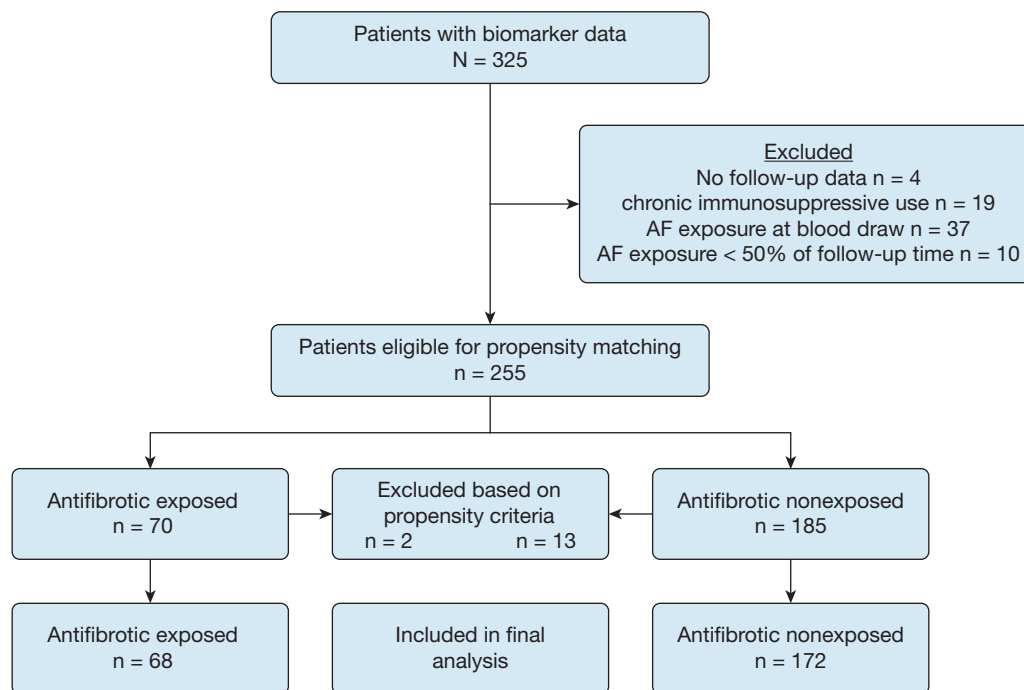 Patients with biomarker data
N = 325
Excluded
No follow-up data n = 4
chronic immunosuppressive use n = 19
AF exposure at blood draw n = 37
AF exposure < 50% of follow-up time n = 10
Patients eligible for propensity matching
n = 255
Antifibrotic exposed
n = 70
Excluded based on
propensity criteria
n = 2 n = 13
Antifibrotic nonexposed
n = 185
Antifibrotic exposed
n = 68
Included in final
analysis
Antifibrotic nonexposed
n = 172